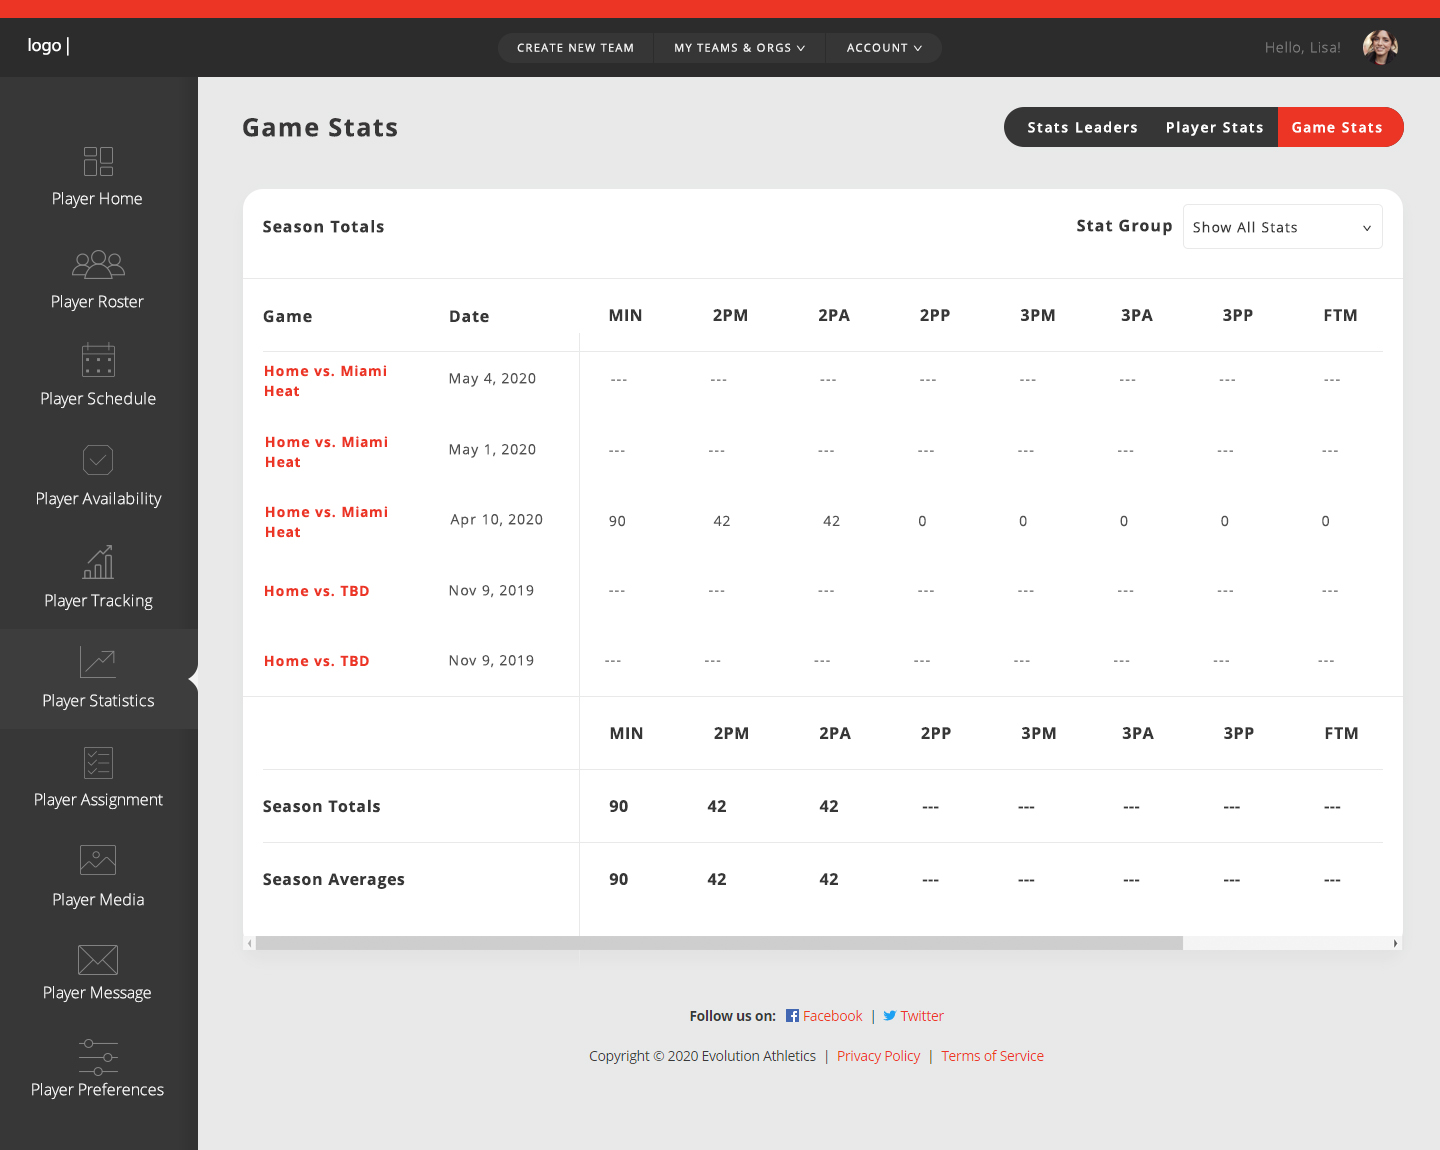 logo |
CREATE NEW TEAM
MY TEAMS & ORGS
ACCOUNT
Hello, Lisa!
Player Home
Player Roster
Player Schedule
Player Availability
Player Tracking
Player Statistics
Player Assignment
Player Media
Player Message
Player Preferences
Game Stats
Stats Leaders Player Stats Game Stats
Season Totals
Stat Group Show All Stats
Game Date MIN 2PM 2PA 2PP 3PM 3PA 3PP FTM
Home vs. Miami
Heat
May 4, 2020 --- --- --- --- --- --- --- ---
Home vs. Miami
Heat
May 1, 2020 --- --- --- --- --- --- --- ---
Home vs. Miami
Heat
Apr 10, 2020 90 42 42 0 0 0 0 0
Home vs. TBD Nov 9, 2019 --- --- --- --- --- --- --- ---
Home vs. TBD Nov 9, 2019 --- --- --- --- --- --- --- ---
MIN 2PM 2PA 2PP 3PM 3PA 3PP FTM
Season Totals 90 42 42 --- --- --- --- ---
Season Averages 90 42 42 --- --- --- --- ---
Follow us on: Facebook | Twitter
Copyright © 2020 Evolution Athletics | Privacy Policy | Terms of Service